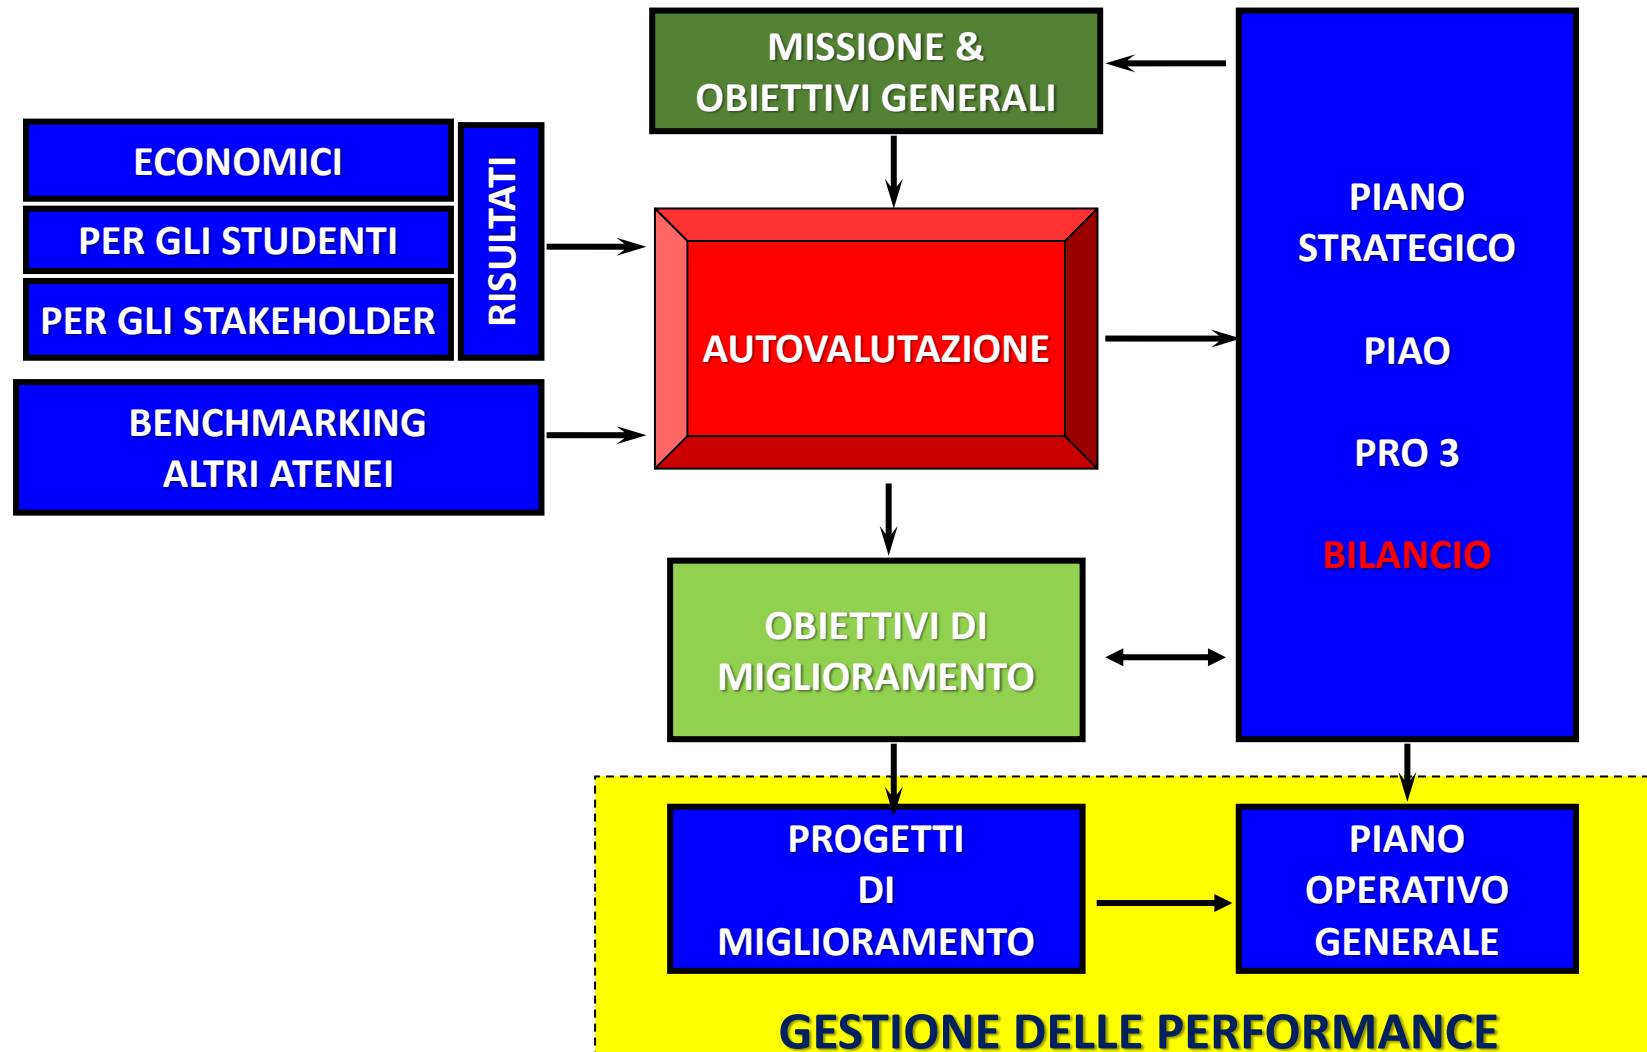 MISSIONE &
OBIETTIVI GENERALI
ECONOMICI
PER GLI STUDENTI
PER GLI STAKEHOLDER
RISULTATI
BENCHMARKING
ALTRI ATENEI
AUTOVALUTAZIONE
PIANO
STRATEGICO
PIAO
PRO 3
BILANCIO
OBIETTIVI DI
MIGLIORAMENTO
PROGETTI
DI
MIGLIORAMENTO
PIANO
OPERATIVO
GENERALE
GESTIONE DELLE PERFORMANCE